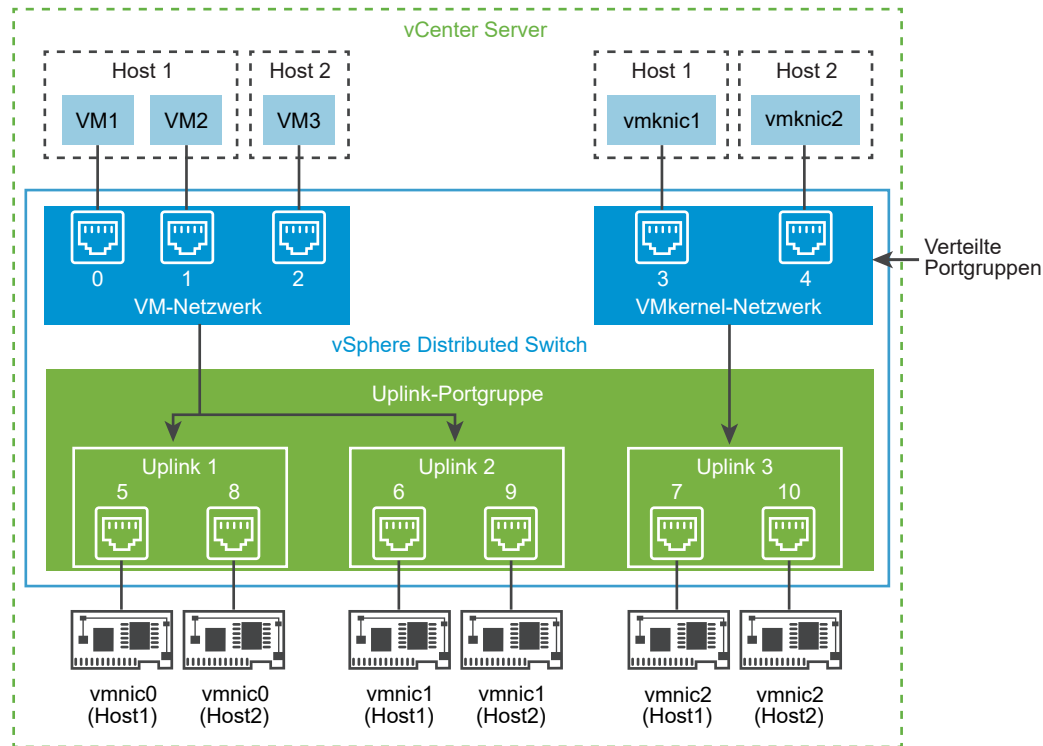 vCenter Server
Host 1
Host 2
Host 1
Host 2
VM1
VM2
VM3
vmknic1
vmknic2
0
1
2
3
4
VM-Netzwerk
VMkernel-Netzwerk
Verteilte
Portgruppen
vSphere Distributed Switch
Uplink-Portgruppe
Uplink 1
Uplink 2
Uplink 3
5
8
6
9
7
10
vmnic0
(Host1)
vmnic0
(Host2)
vmnic1
(Host1)
vmnic1
(Host2)
vmnic2
(Host1)
vmnic2
(Host2)